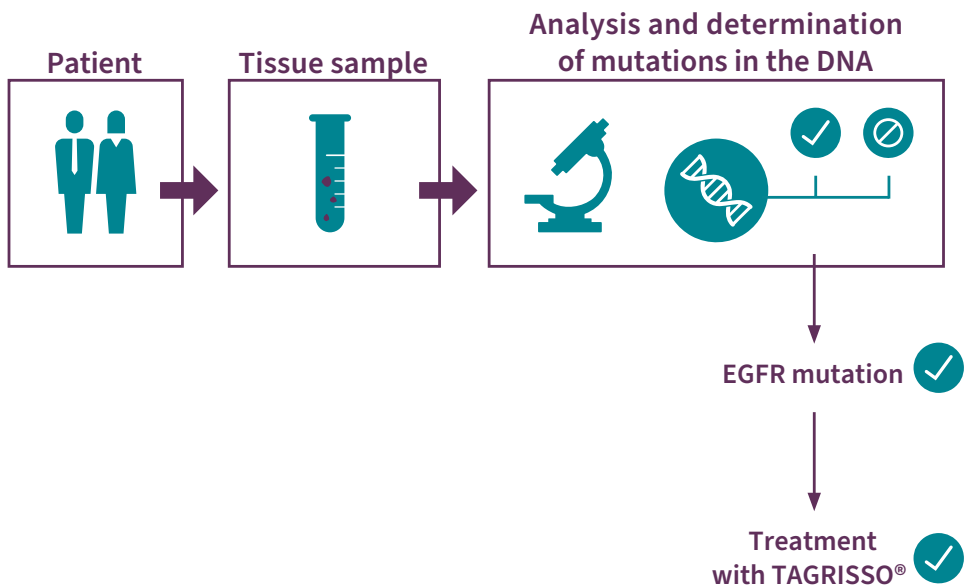 Patient
Tissue sample
Analysis and determination
of mutations in the DNA
EGFR mutation
Treatment
with TAGRISSO®